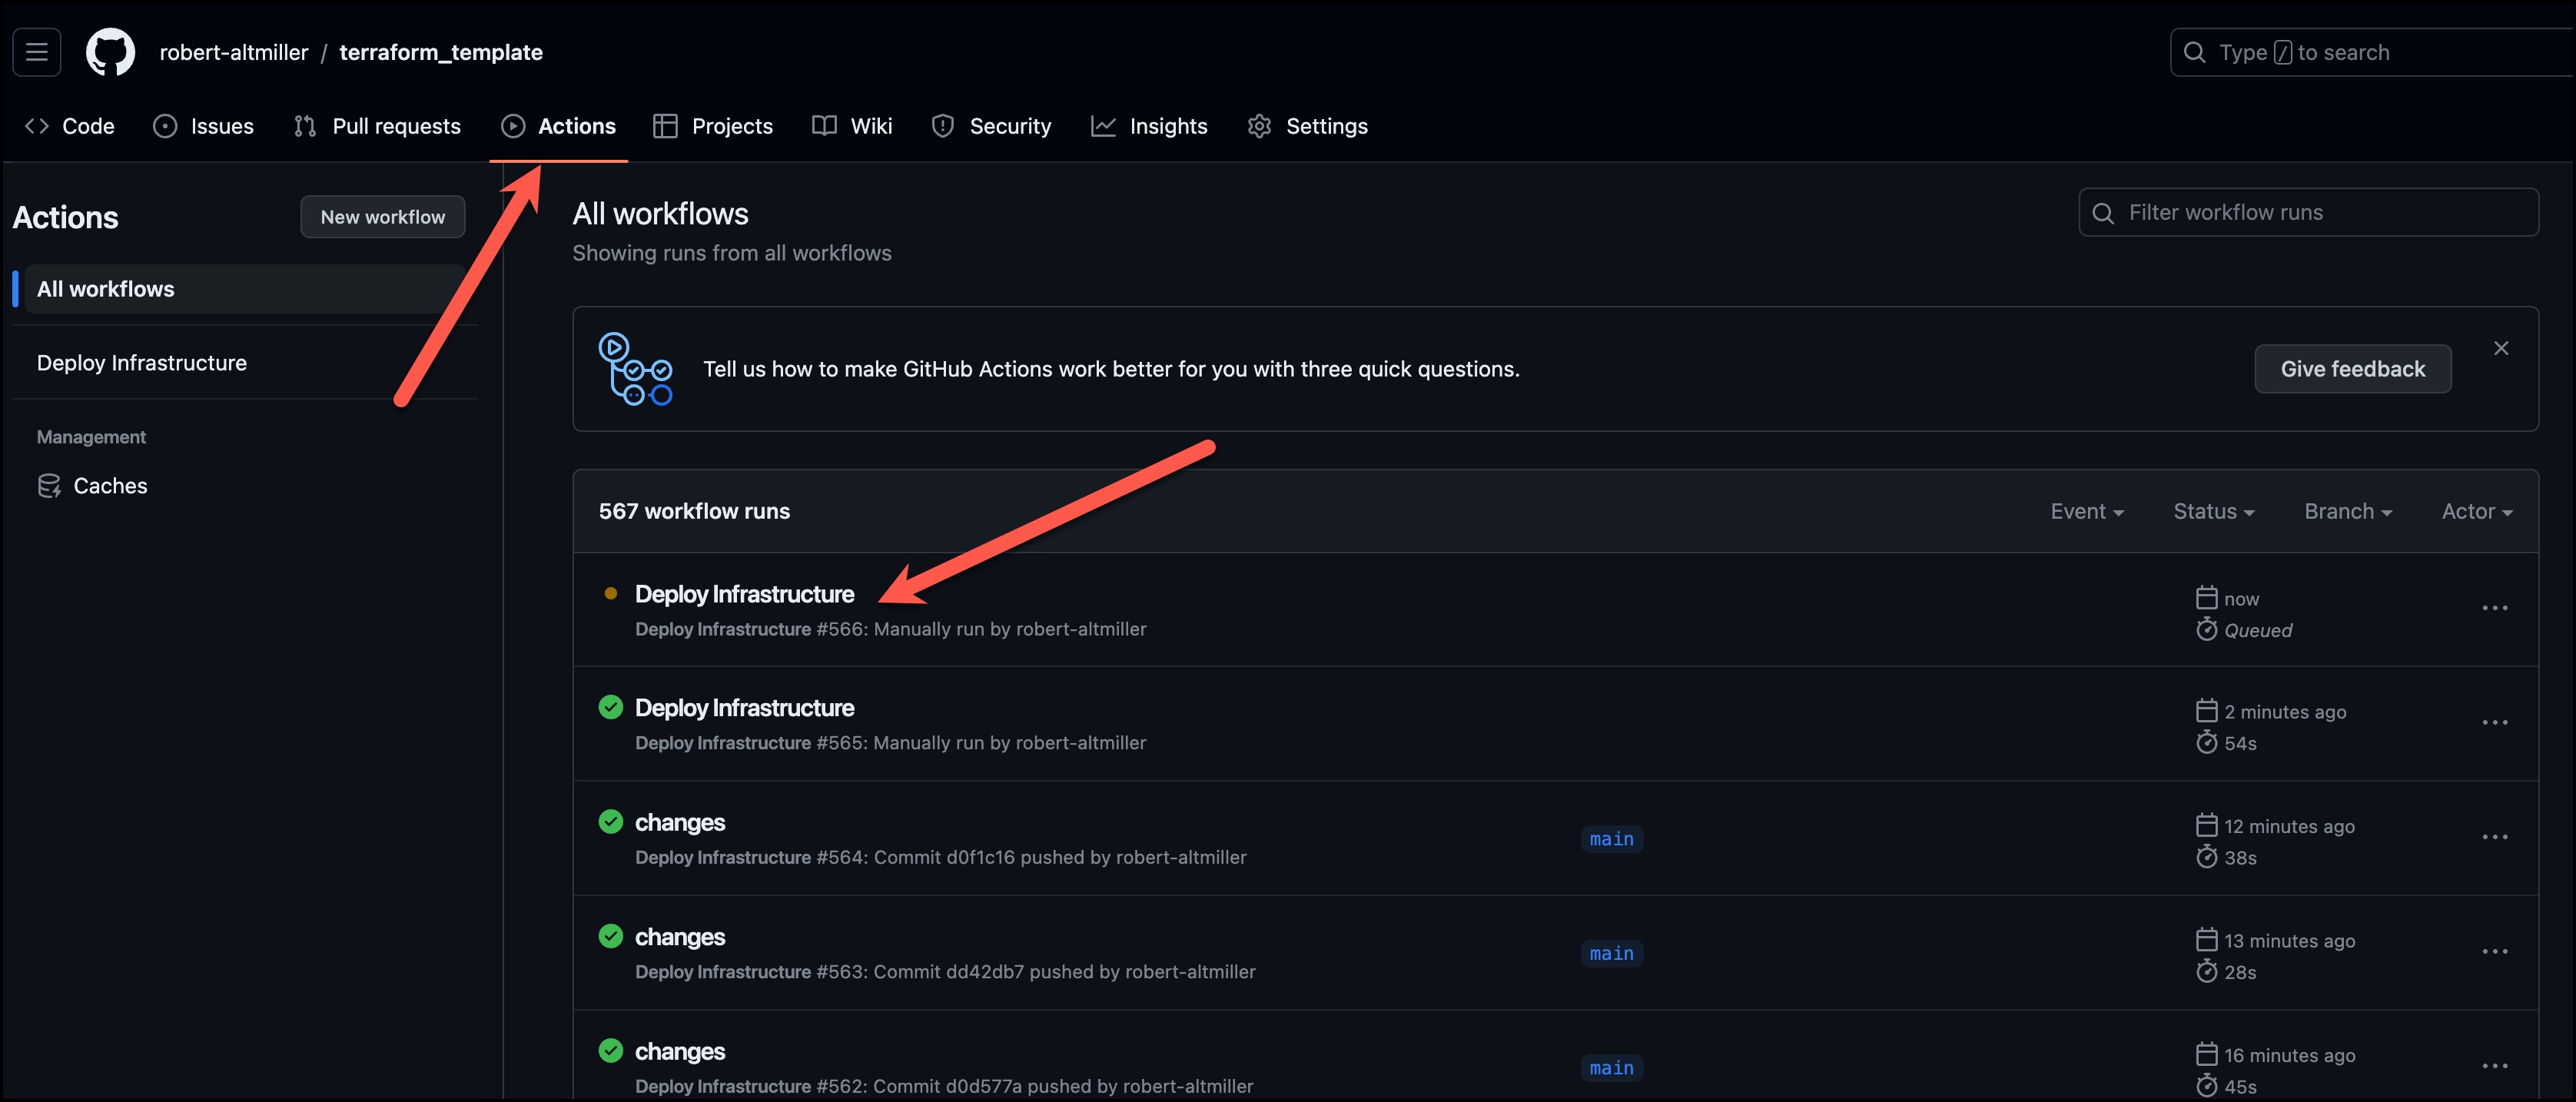 robert-altmiller / terraform_template
Type / to search
Code Issues Pull requests Actions Projects Wiki Security Insights Settings
Actions
New workflow
All workflows
Deploy Infrastructure
Management
Caches
All workflows
Showing runs from all workflows
Filter workflow runs
Tell us how to make GitHub Actions work better for you with three quick questions.
Give feedback
567 workflow runs
Event Status Branch Actor
Deploy Infrastructure
Deploy Infrastructure #566: Manually run by robert-altmiller
now
Queued
Deploy Infrastructure
Deploy Infrastructure #565: Manually run by robert-altmiller
2 minutes ago
54s
changes
Deploy Infrastructure #564: Commit d0f1c16 pushed by robert-altmiller
main
12 minutes ago
38s
changes
Deploy Infrastructure #563: Commit dd42db7 pushed by robert-altmiller
main
13 minutes ago
28s
changes
Deploy Infrastructure #562: Commit d0d577a pushed by robert-altmiller
main
16 minutes ago
45s